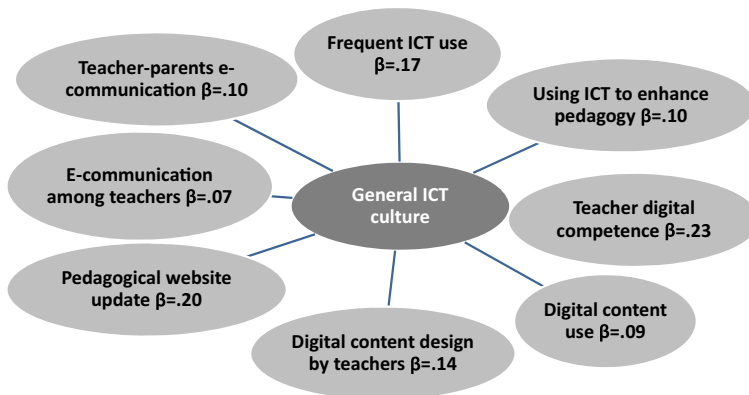 Frequent ICT use
β=.17
Teacher-parents e-
communication β=.10
Using ICT to enhance
pedagogy β=.10
E-communication
among teachers β=.07
General ICT
culture
Teacher digital
competence β=.23
Pedagogical website
update β=.20
Digital content
use β=.09
Digital content design
by teachers β=.14